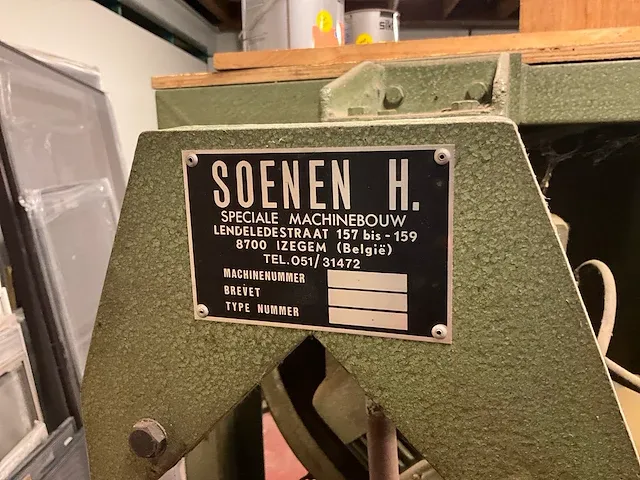 SOENEN H.
SPECIALE MACHINEBOUW
LENDELEDESTRAAT 157 bis - 159
8700 IZEGEM (België)
TEL.051/31472
MACHINENUMMER
BREVET
TYPE NUMMER